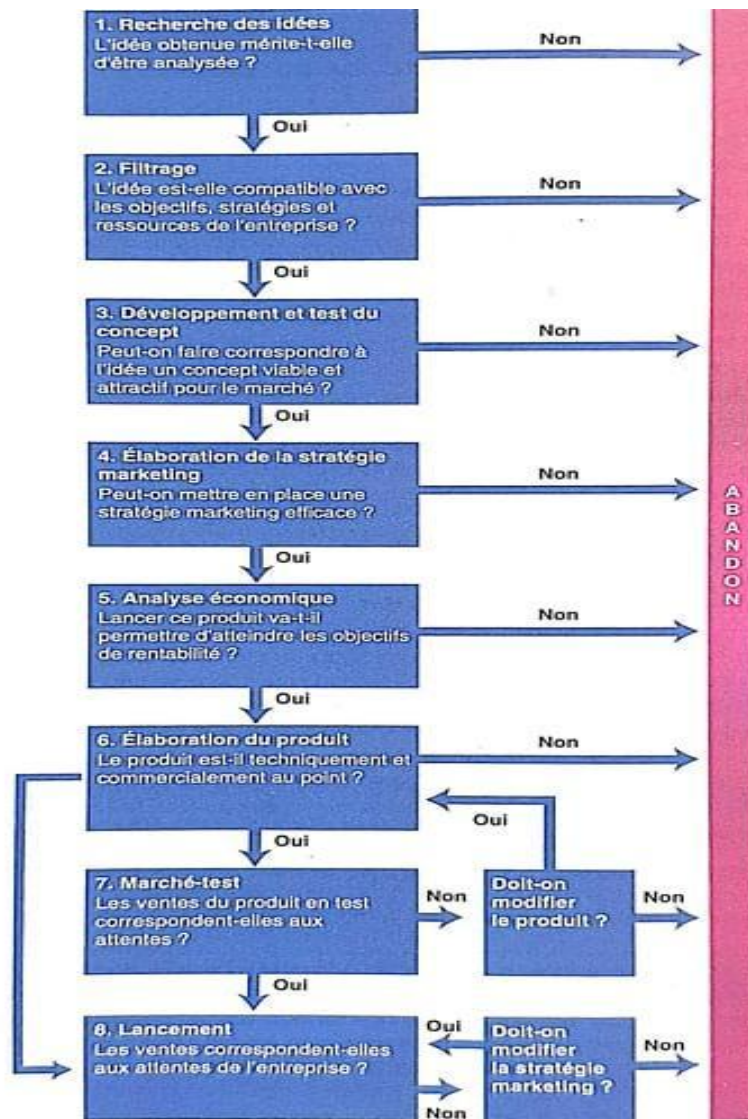 1. Recherche des Idées
L'idée obtenue mérite-t-elle
d'être analysée ?
Non
Oui
2. Filtrage
L'idée est-elle compatible avec
les objectifs, stratégies et
ressources de l'entreprise ?
Non
Oui
3. Développement et test du
concept
Peut-on faire correspondre à
l'idée un concept viable et
attractif pour le marché ?
Non
Oui
4. Élaboration de la stratégie
marketing
Peut-on mettre en place une
stratégie marketing efficace ?
Non
Oui
5. Analyse économique
Lancer ce produit va-t-il
permettre d'atteindre les objectifs
de rentabilité ?
Non
Oui
6. Élaboration du produit
Le produit est-il techniquement et
commercialement au point ?
Non
Oui
Oui
7. Marché-test
Les ventes du produit en test
correspondent-elles aux
attentes ?
Non
Doit-on
modifier
le produit ?
Non
Oui
8. Lancement
Les ventes correspondent-elles
aux attentes de l'entreprise ?
Oui
Non
Doit-on
modifier
la stratégie
marketing ?
Non
ABANDON